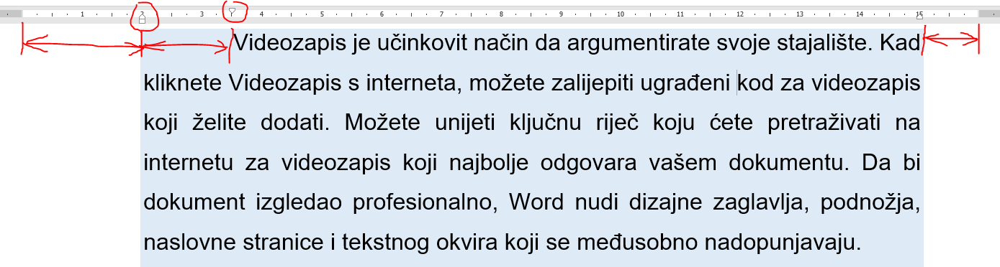 1 2 3 4 5 6 7 8 9 10 11 12 13 14 15
Videozapis je učinkovit način da argumentirate svoje stajalište. Kad
kliknete Videozapis s interneta, možete zalijepiti ugrađeni kod za videozapis
koji želite dodati. Možete unijeti ključnu riječ koju ćete pretraživati na
internetu za videozapis koji najbolje odgovara vašem dokumentu. Da bi
dokument izgledao profesionalno, Word nudi dizajne zaglavlja, podnožja,
naslovne stranice i tekstnog okvira koji se međusobno nadopunjavaju.